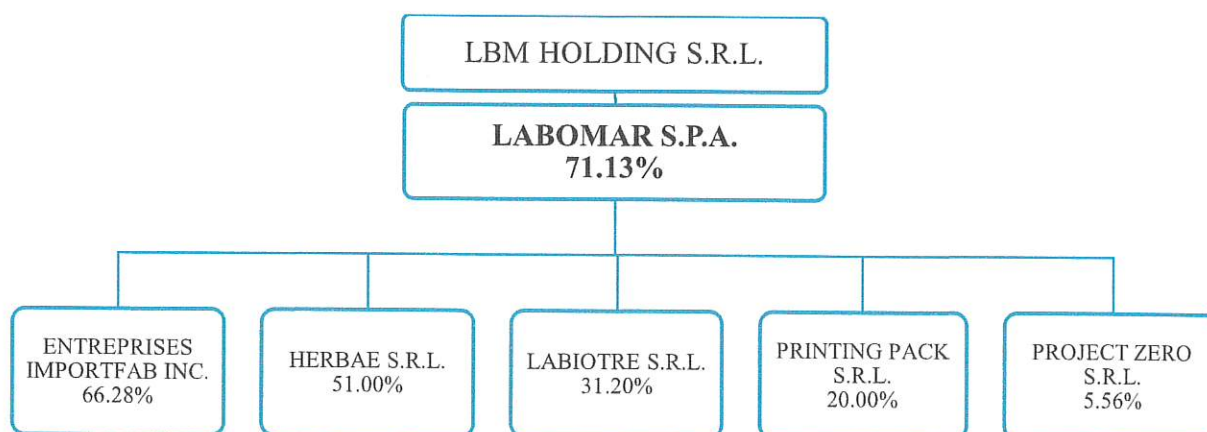 LBM HOLDING S.R.L.
LABOMAR S.P.A.
71.13%
ENTREPRISES
IMPORTFAB INC.
66.28%
HERBAE S.R.L.
51.00%
LABIOTRE S.R.L.
31.20%
PRINTING PACK
S.R.L.
20.00%
PROJECT ZERO
S.R.L.
5.56%